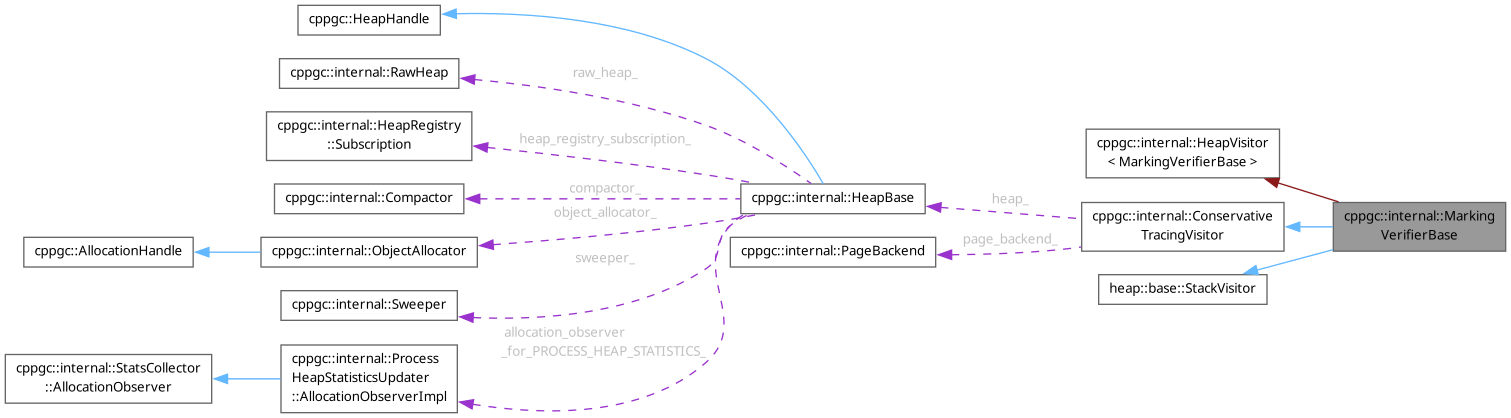 cppgc::HeapHandle
cppgc::internal::RawHeap
raw_heap_
cppgc::internal::HeapRegistry
::Subscription
heap_registry_subscription_
cppgc::internal::HeapVisitor
< MarkingVerifierBase >
cppgc::internal::Compactor
compactor_
cppgc::internal::HeapBase
heap_
cppgc::internal::Conservative
TracingVisitor
cppgc::internal::Marking
VerifierBase
object_allocator_
cppgc::AllocationHandle
cppgc::internal::ObjectAllocator
sweeper_
cppgc::internal::PageBackend
page_backend_
heap::base::StackVisitor
cppgc::internal::Sweeper
allocation_observer
_for_PROCESS_HEAP_STATISTICS_
cppgc::internal::StatsCollector
::AllocationObserver
cppgc::internal::Process
HeapStatisticsUpdater
::AllocationObserverImpl